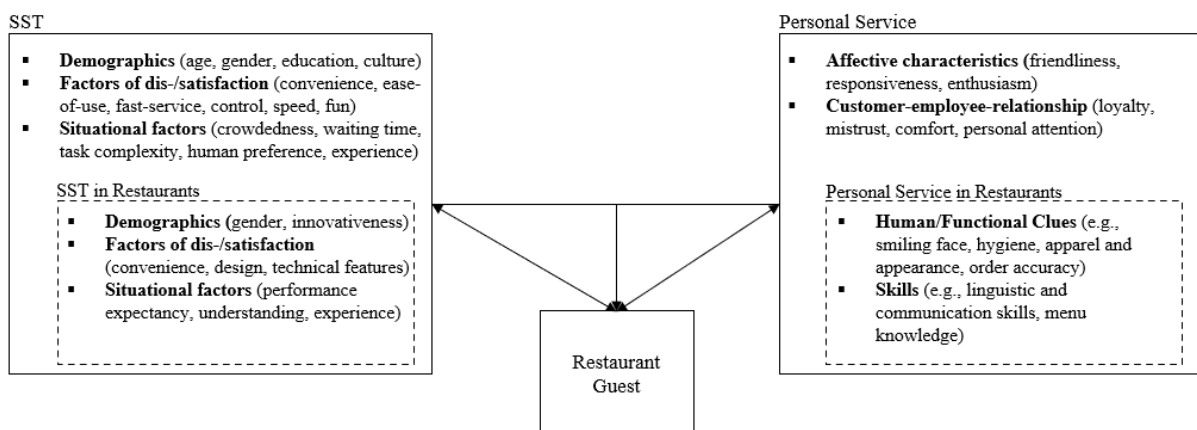 SST
▪ Demographics (age, gender, education, culture)
▪ Factors of dis-/satisfaction (convenience, ease-
of-use, fast-service, control, speed, fun)
▪ Situational factors (crowdedness, waiting time,
task complexity, human preference, experience)
SST in Restaurants
▪ Demographics (gender, innovativeness)
▪ Factors of dis-/satisfaction
(convenience, design, technical features)
▪ Situational factors (performance
expectancy, understanding, experience)
Personal Service
▪ Affective characteristics (friendliness,
responsiveness, enthusiasm)
▪ Customer-employee-relationship (loyalty,
mistrust, comfort, personal attention)
Personal Service in Restaurants
▪ Human/Functional Clues (e.g.,
smiling face, hygiene, apparel and
appearance, order accuracy)
▪ Skills (e.g., linguistic and
communication skills, menu
knowledge)
Restaurant
Guest